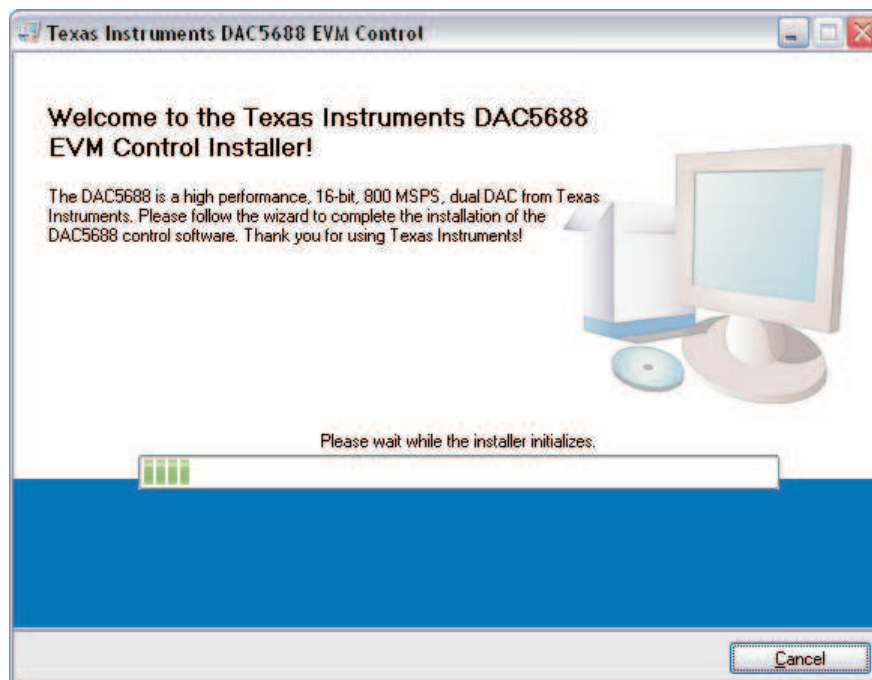 Texas Instruments DAC5688 EVM Control
Welcome to the Texas Instruments DAC5688
EVM Control Installer!
The DAC5688 is a high performance, 16-bit, 800 MSPS, dual DAC from Texas
Instruments. Please follow the wizard to complete the installation of the
DAC5688 control software. Thank you for using Texas Instruments!
Please wait while the installer initializes.
Cancel